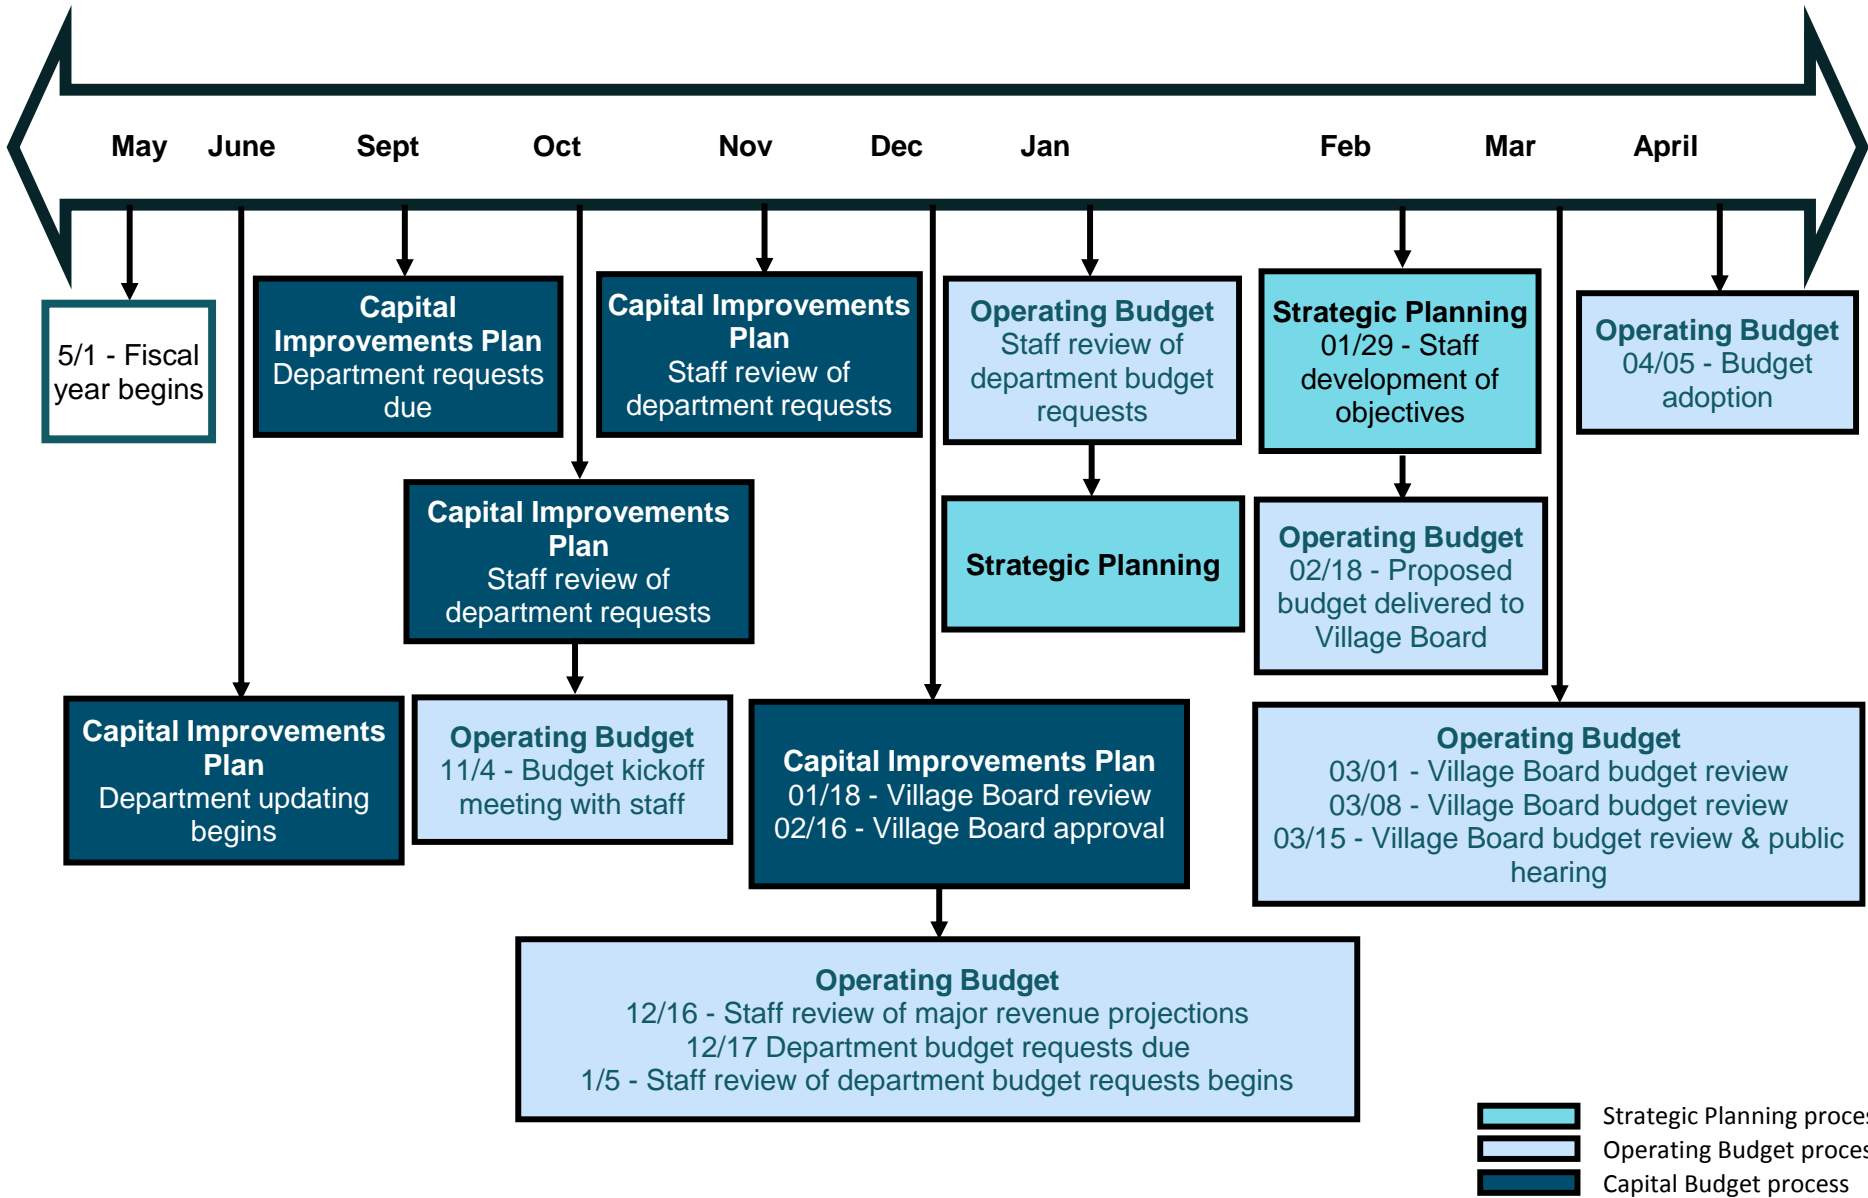 May June Sept Oct Nov Dec Jan Feb Mar April
5/1 - Fiscal
year begins
Capital
Improvements Plan
Department requests
due
Capital Improvements
Plan
Staff review of
department requests
Operating Budget
Staff review of
department budget
requests
Strategic Planning
01/29 - Staff
development of
objectives
Operating Budget
04/05 - Budget
adoption
Capital Improvements
Plan
Staff review of
department requests
Strategic Planning
Operating Budget
02/18 - Proposed
budget delivered to
Village Board
Capital Improvements
Plan
Department updating
begins
Operating Budget
11/4 - Budget kickoff
meeting with staff
Capital Improvements Plan
01/18 - Village Board review
02/16 - Village Board approval
Operating Budget
03/01 - Village Board budget review
03/08 - Village Board budget review
03/15 - Village Board budget review & public
hearing
Operating Budget
12/16 - Staff review of major revenue projections
12/17 Department budget requests due
1/5 - Staff review of department budget requests begins
Strategic Planning proces
Operating Budget proces
Capital Budget process